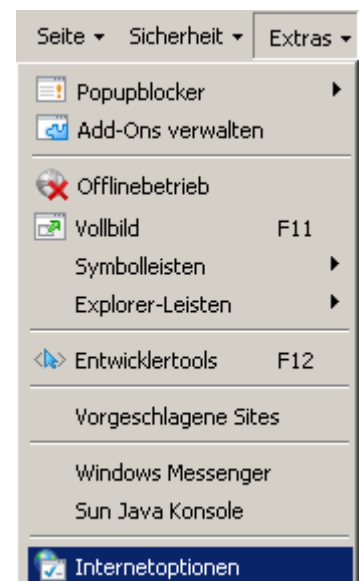 Seite Sicherheit Extras
Popupblocker
Add-Ons verwalten
Offlinebetrieb
Vollbild F11
Symbolleisten
Explorer-Leisten
Entwicklertools F12
Vorgeschlagene Sites
Windows Messenger
Sun Java Konsole
Internetoptionen